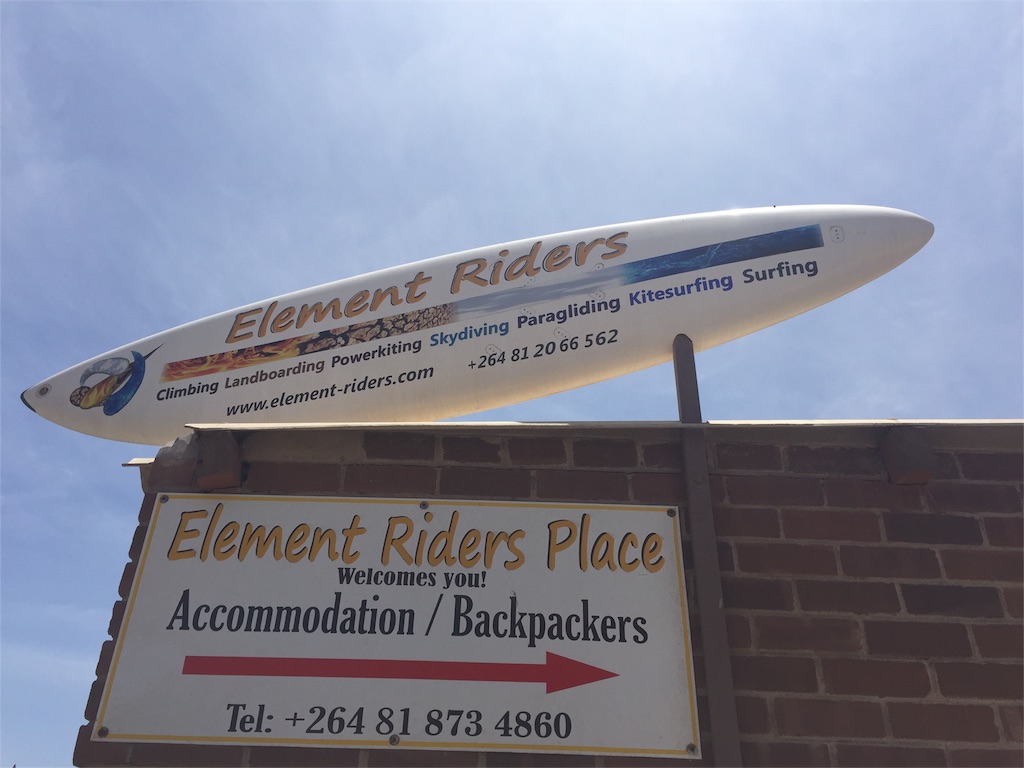 Element Riders
Climbing Landboarding Powerkiting Skydiving Paragliding Kitesurfing Surfing
www.element-riders.com +264 81 20 66 562
Element Riders Place
Welcomes you!
Accommodation / Backpackers
Tel: +264 81 873 4860